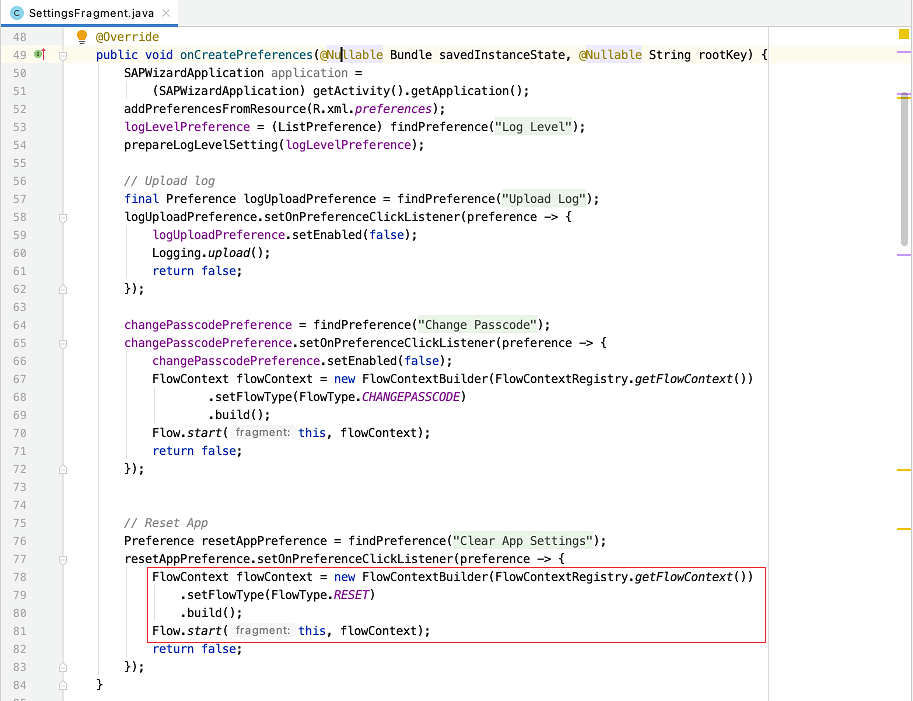 C SettingsFragment.java
48 @Override
49 public void onCreatePreferences(@Nullable Bundle savedInstanceState, @Nullable String rootKey) {
50 SAPWizardApplication application =
51 (SAPWizardApplication) getActivity().getApplication();
52 addPreferencesFromResource(R.xml.preferences);
53 logLevelPreference = (ListPreference) findPreference("Log Level");
54 prepareLogLevelSetting(logLevelPreference);
55
56 // Upload log
57 final Preference logUploadPreference = findPreference("Upload Log");
58 logUploadPreference.setOnPreferenceClickListener(preference -> {
59 logUploadPreference.setEnabled(false);
60 Logging.upload();
61 return false;
62 });
63
64 changePasscodePreference = findPreference("Change Passcode");
65 changePasscodePreference.setOnPreferenceClickListener(preference -> {
66 changePasscodePreference.setEnabled(false);
67 FlowContext flowContext = new FlowContextBuilder(FlowContextRegistry.getFlowContext())
68 .setFlowType(FlowType.CHANGEPASSCODE)
69 .build();
70 Flow.start( fragment: this, flowContext);
71 return false;
72 });
73
74
75 // Reset App
76 Preference resetAppPreference = findPreference("Clear App Settings");
77 resetAppPreference.setOnPreferenceClickListener(preference -> {
78 FlowContext flowContext = new FlowContextBuilder(FlowContextRegistry.getFlowContext())
79 .setFlowType(FlowType.RESET)
80 .build();
81 Flow.start( fragment: this, flowContext);
82 return false;
83 });
84 }